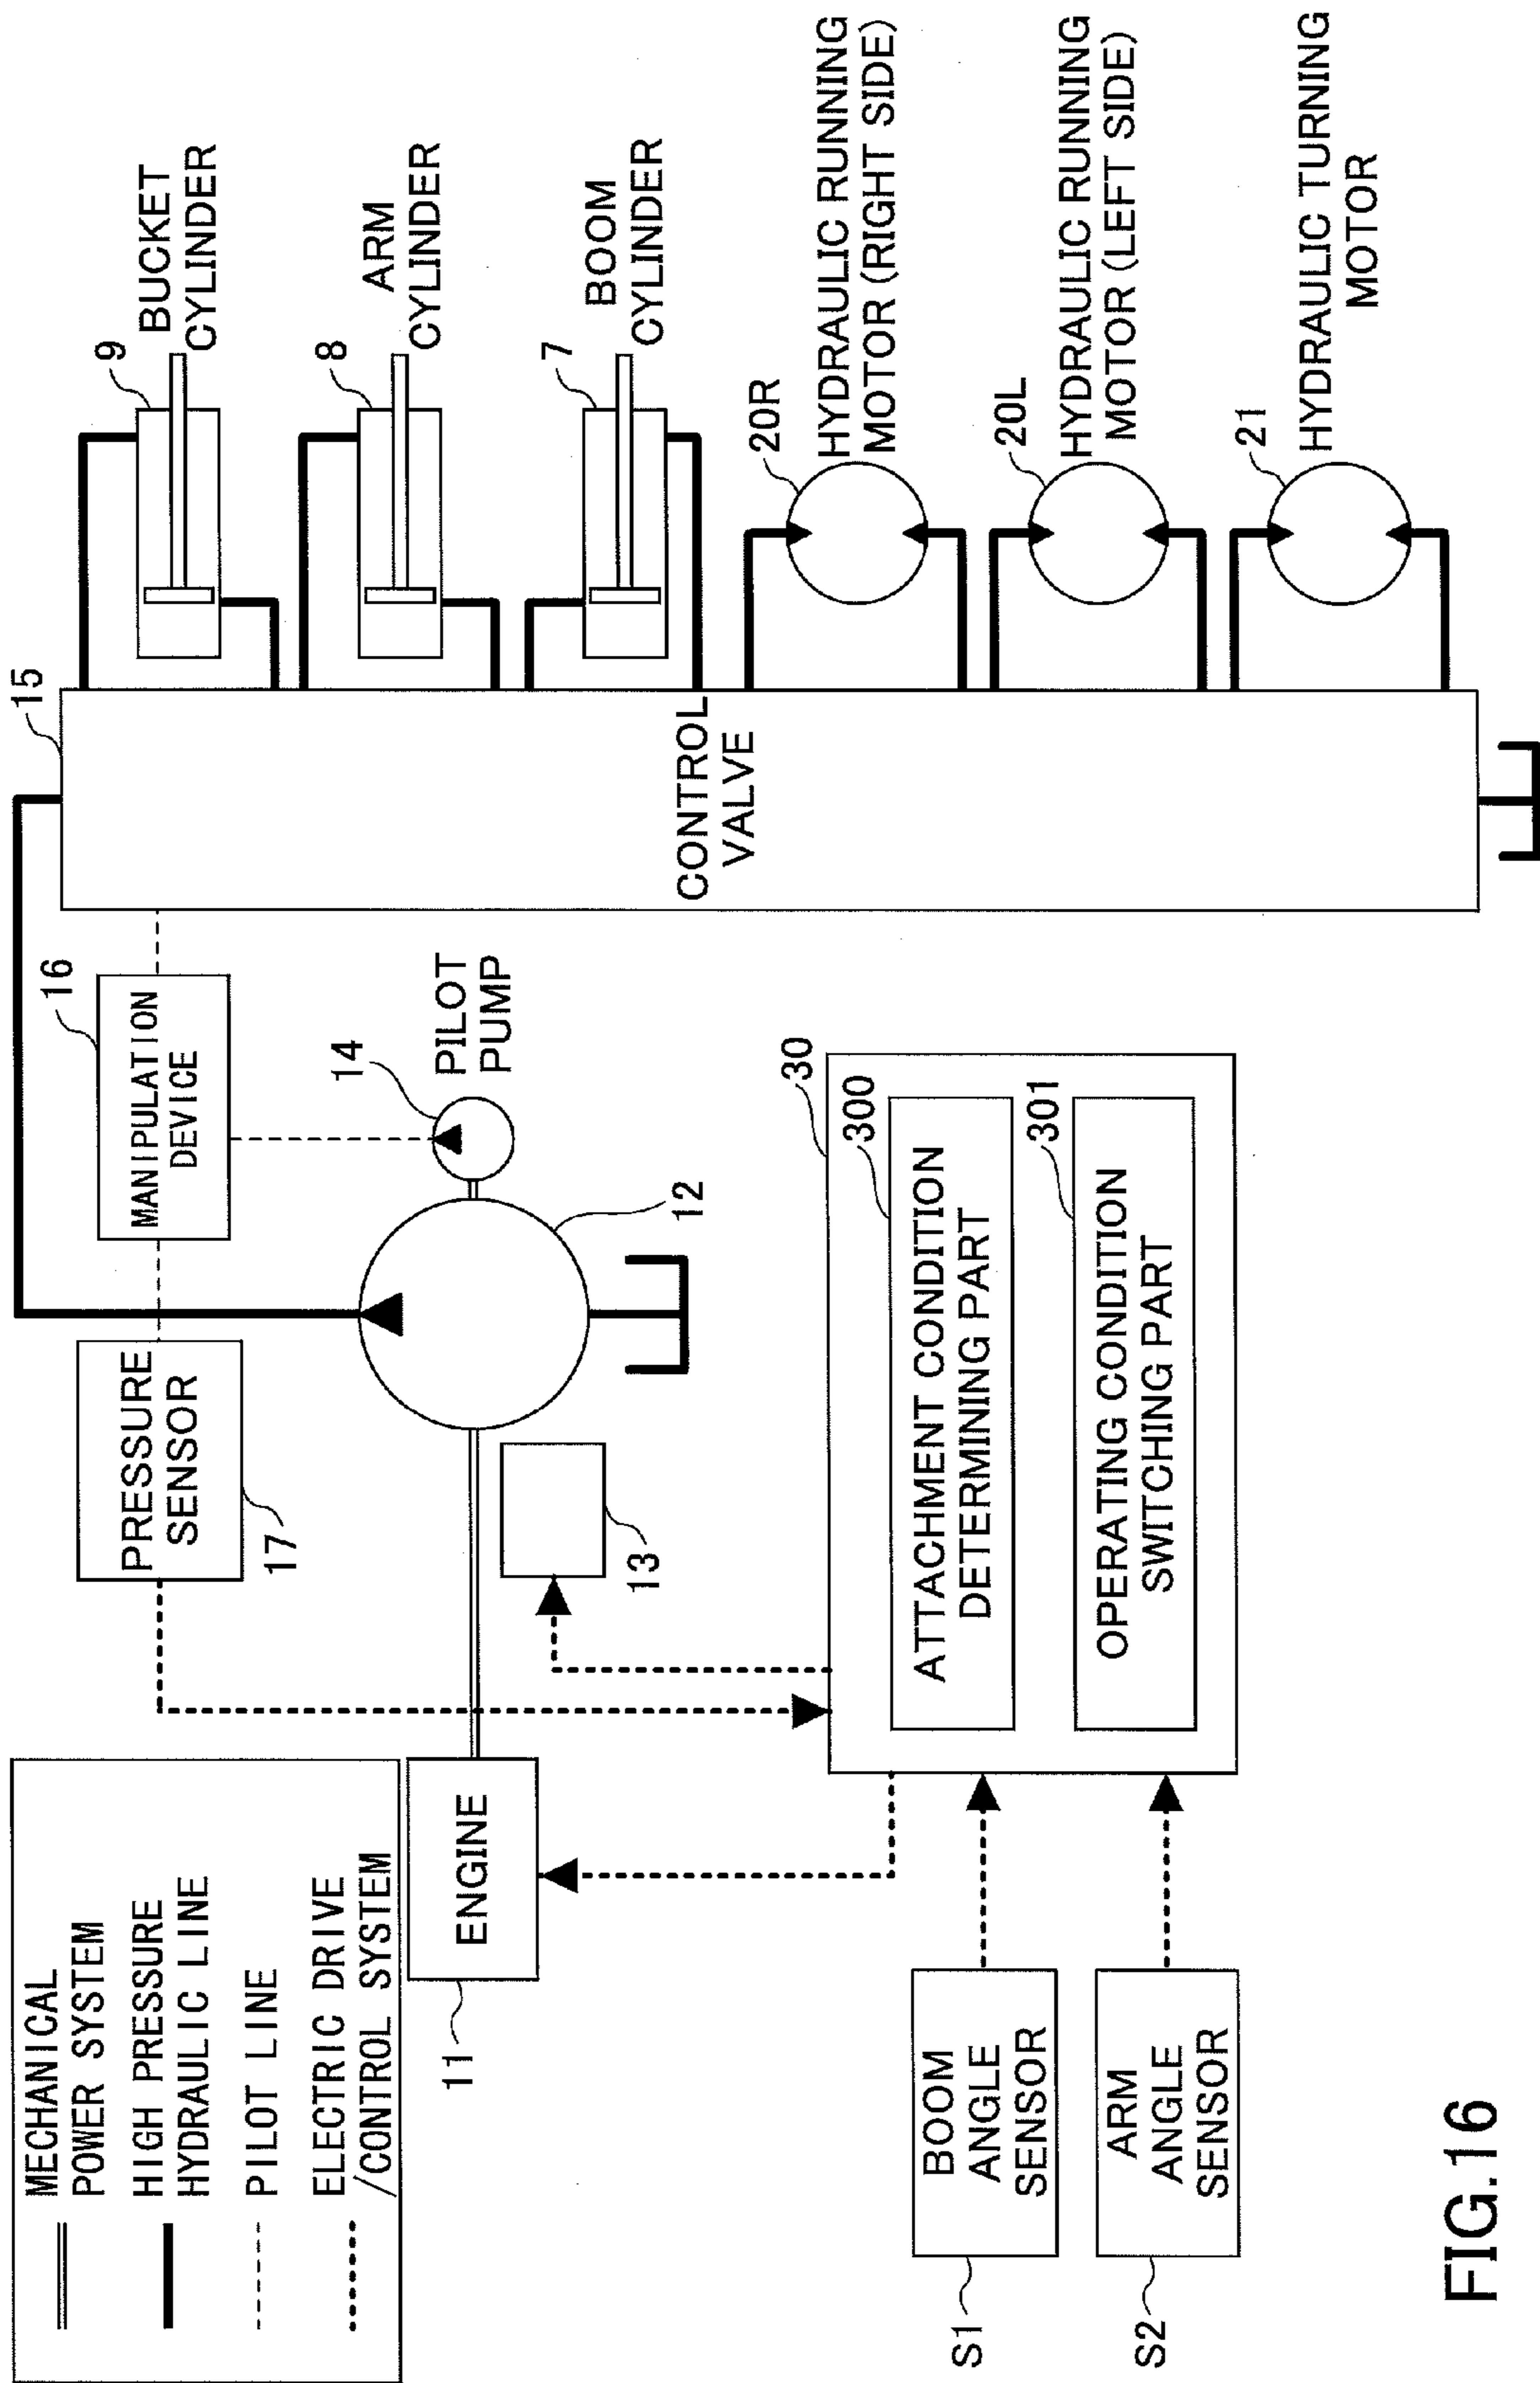 MECHANICAL
POWER SYSTEM
HIGH PRESSURE
HYDRAULIC LINE
PILOT LINE
ELECTRIC DRIVE
/CONTROL SYSTEM
PRESSURE
SENSOR
17
MANIPULATION
DEVICE
16
15
CONTROL
VALVE
ENGINE
11
12
13
14
PILOT
PUMP
9
BUCKET
CYLINDER
8
ARM
CYLINDER
7
BOOM
CYLINDER
20R
HYDRAULIC RUNNING
MOTOR (RIGHT SIDE)
20L
HYDRAULIC RUNNING
MOTOR (LEFT SIDE)
21
HYDRAULIC TURNING
MOTOR
30
300
ATTACHMENT CONDITION
DETERMINING PART
301
OPERATING CONDITION
SWITCHING PART
BOOM
ANGLE
SENSOR
S1
ARM
ANGLE
SENSOR
S2
FIG.16